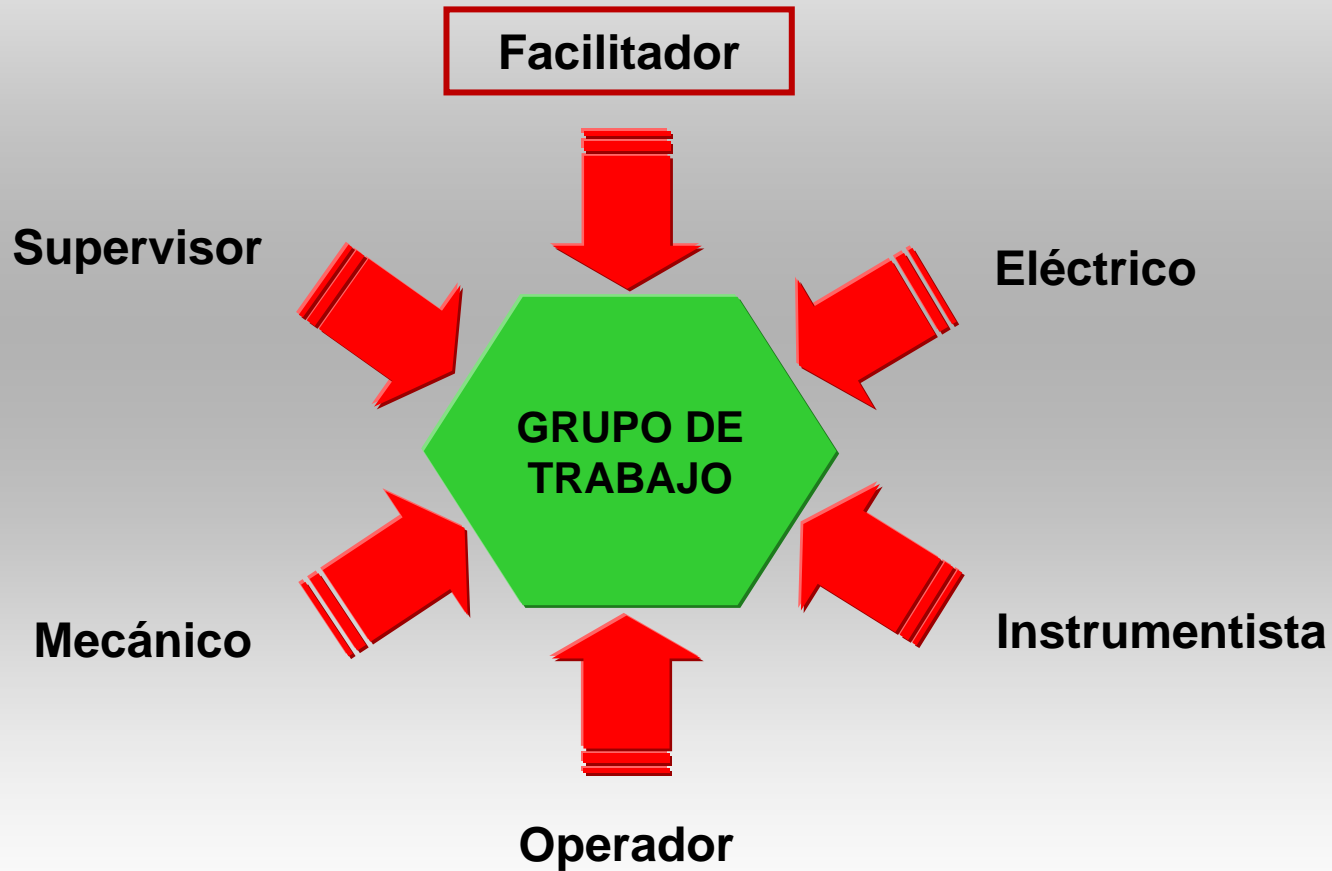 Facilitador
Supervisor
Eléctrico
GRUPO DE
TRABAJO
Mecánico
Instrumentista
Operador